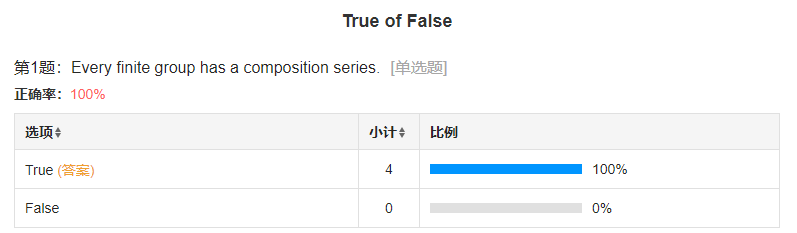 True of False
第1题：Every finite group has a composition series. [单选题]
正确率：100%
选项 小计 比例
True (答案) 4 100%
False 0 0%